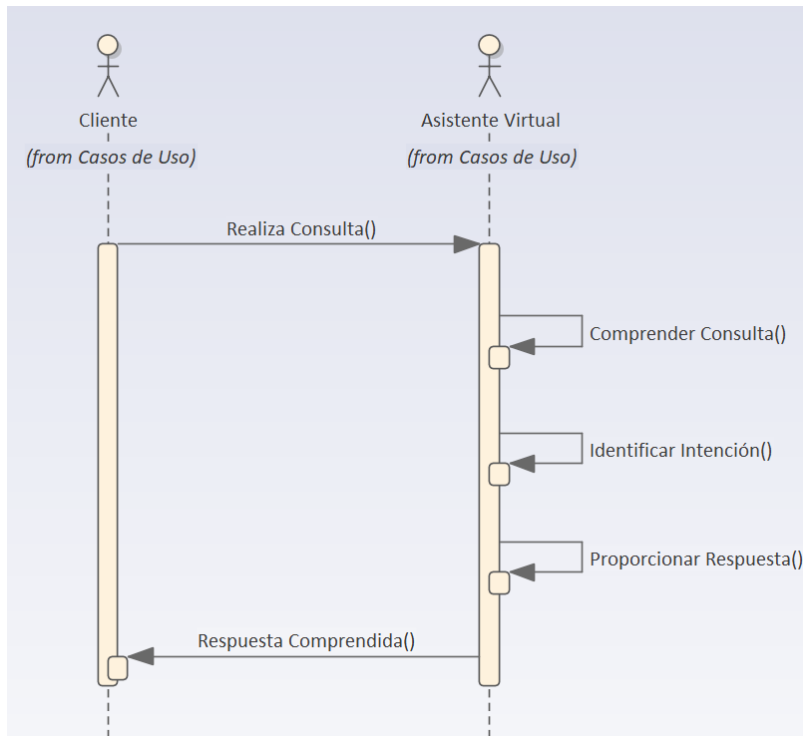 Cliente
Asistente Virtual
(from Casos de Uso)
(from Casos de Uso)
Realiza Consulta()
Comprender Consulta()
Identificar Intención()
Proporcionar Respuesta()
Respuesta Comprendida()